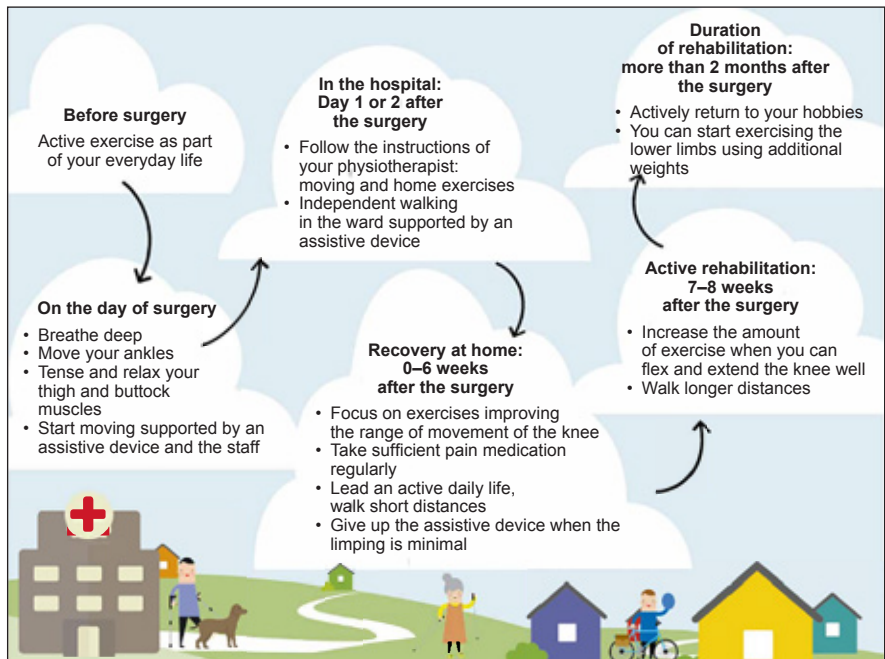 Before surgery
Active exercise as part
of your everyday life
On the day of surgery
• Breathe deep
• Move your ankles
• Tense and relax your
thigh and buttock
muscles
• Start moving supported by an
assistive device and the staff
In the hospital:
Day 1 or 2 after
the surgery
• Follow the instructions of
your physiotherapist:
moving and home exercises
• Independent walking
in the ward supported by an
assistive device
Recovery at home:
0–6 weeks
after the surgery
• Focus on exercises improving
the range of movement of the knee
• Take sufficient pain medication
regularly
• Lead an active daily life,
walk short distances
• Give up the assistive device when the
limping is minimal
Active rehabilitation:
7–8 weeks
after the surgery
• Increase the amount
of exercise when you can
flex and extend the knee well
• Walk longer distances
Duration
of rehabilitation:
more than 2 months after
the surgery
• Actively return to your hobbies
• You can start exercising the
lower limbs using additional
weights